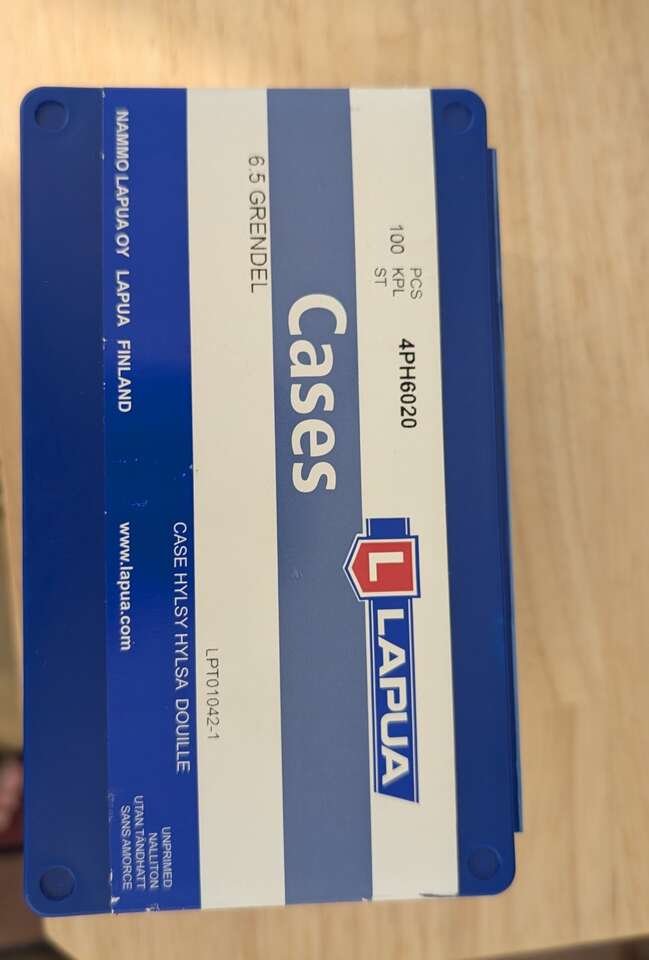 PCS
100 KPL
ST
4PH6020
L LAPUA
Cases
6.5 GRENDEL
LPT01042-1
CASE HYLSY HYLSA DOUILLE
NAMMO LAPUA OY LAPUA FINLAND
www.lapua.com
UNPRIMED
NALLITON
UTAN TÄNDHATT
SANS AMORCE